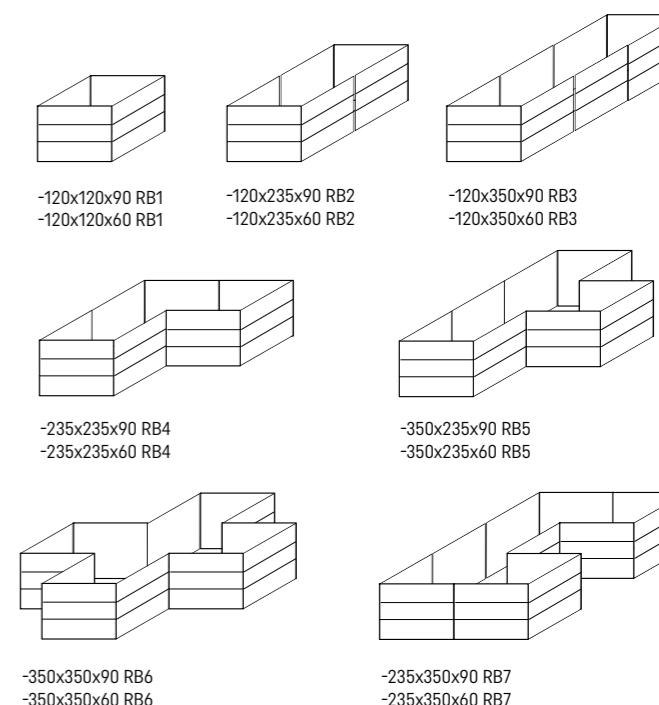 -120x120x90 RB1
-120x120x60 RB1
-120x235x90 RB2
-120x235x60 RB2
-120x350x90 RB3
-120x350x60 RB3
-235x235x90 RB4
-235x235x60 RB4
-350x235x90 RB5
-350x235x60 RB5
-350x350x90 RB6
-350x350x60 RB6
-235x350x90 RB7
-235x350x60 RB7